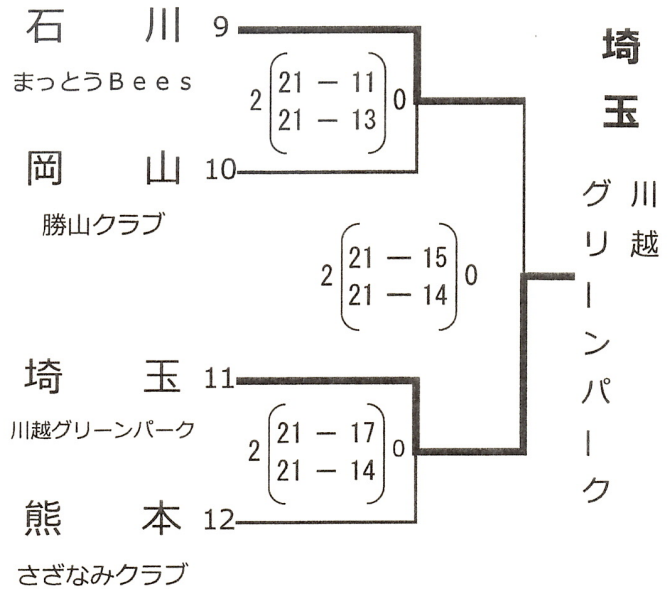 石川 9
まっとうBees
2 21 － 11 0
21 － 13
岡山 10
勝山クラブ
2 21 － 15 0
21 － 14
埼玉 11
川越グリーンパーク
2 21 － 17 0
21 － 14
熊本 12
さざなみクラブ
埼玉
川越
グリーンパーク